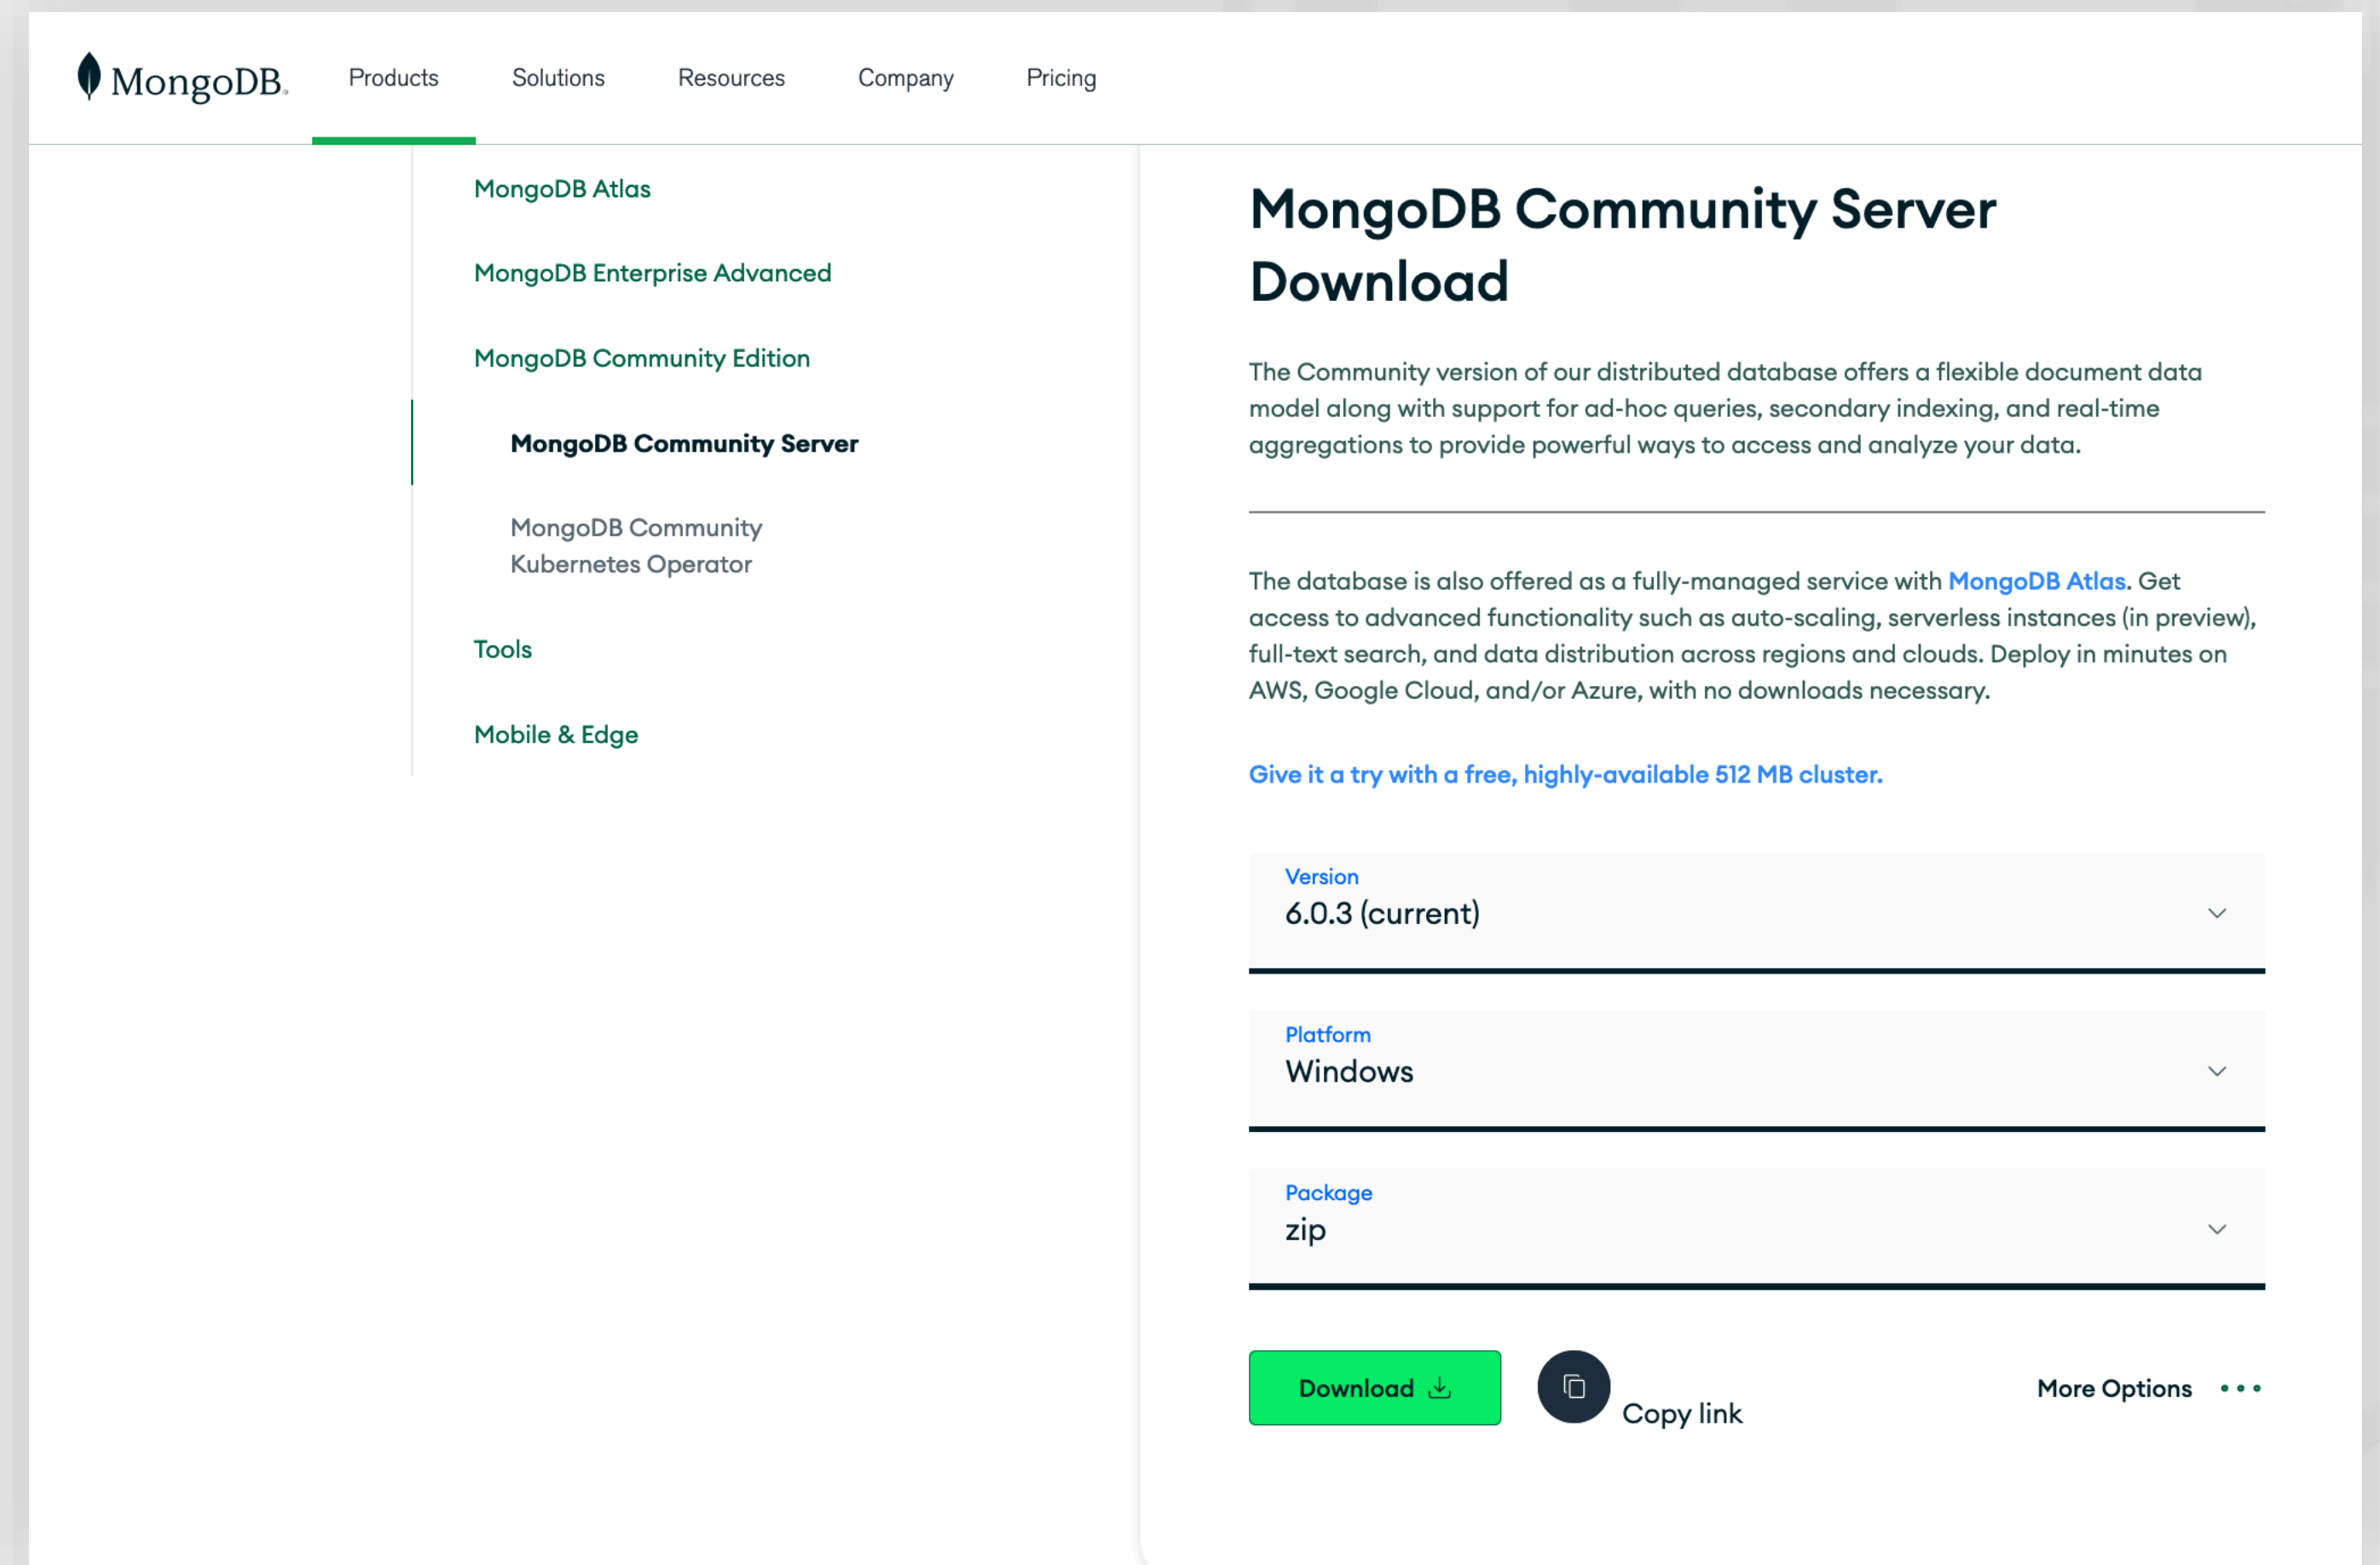 MongoDB.
Products
Solutions
Resources
Company
Pricing
MongoDB Atlas
MongoDB Enterprise Advanced
MongoDB Community Edition
MongoDB Community Server
MongoDB Community
Kubernetes Operator
Tools
Mobile & Edge
MongoDB Community Server
Download
The Community version of our distributed database offers a flexible document data
model along with support for ad-hoc queries, secondary indexing, and real-time
aggregations to provide powerful ways to access and analyze your data.
The database is also offered as a fully-managed service with MongoDB Atlas. Get
access to advanced functionality such as auto-scaling, serverless instances (in preview),
full-text search, and data distribution across regions and clouds. Deploy in minutes on
AWS, Google Cloud, and/or Azure, with no downloads necessary.
Give it a try with a free, highly-available 512 MB cluster.
Version
6.0.3 (current)
Platform
Windows
Package
zip
Download
Copy link
More Options